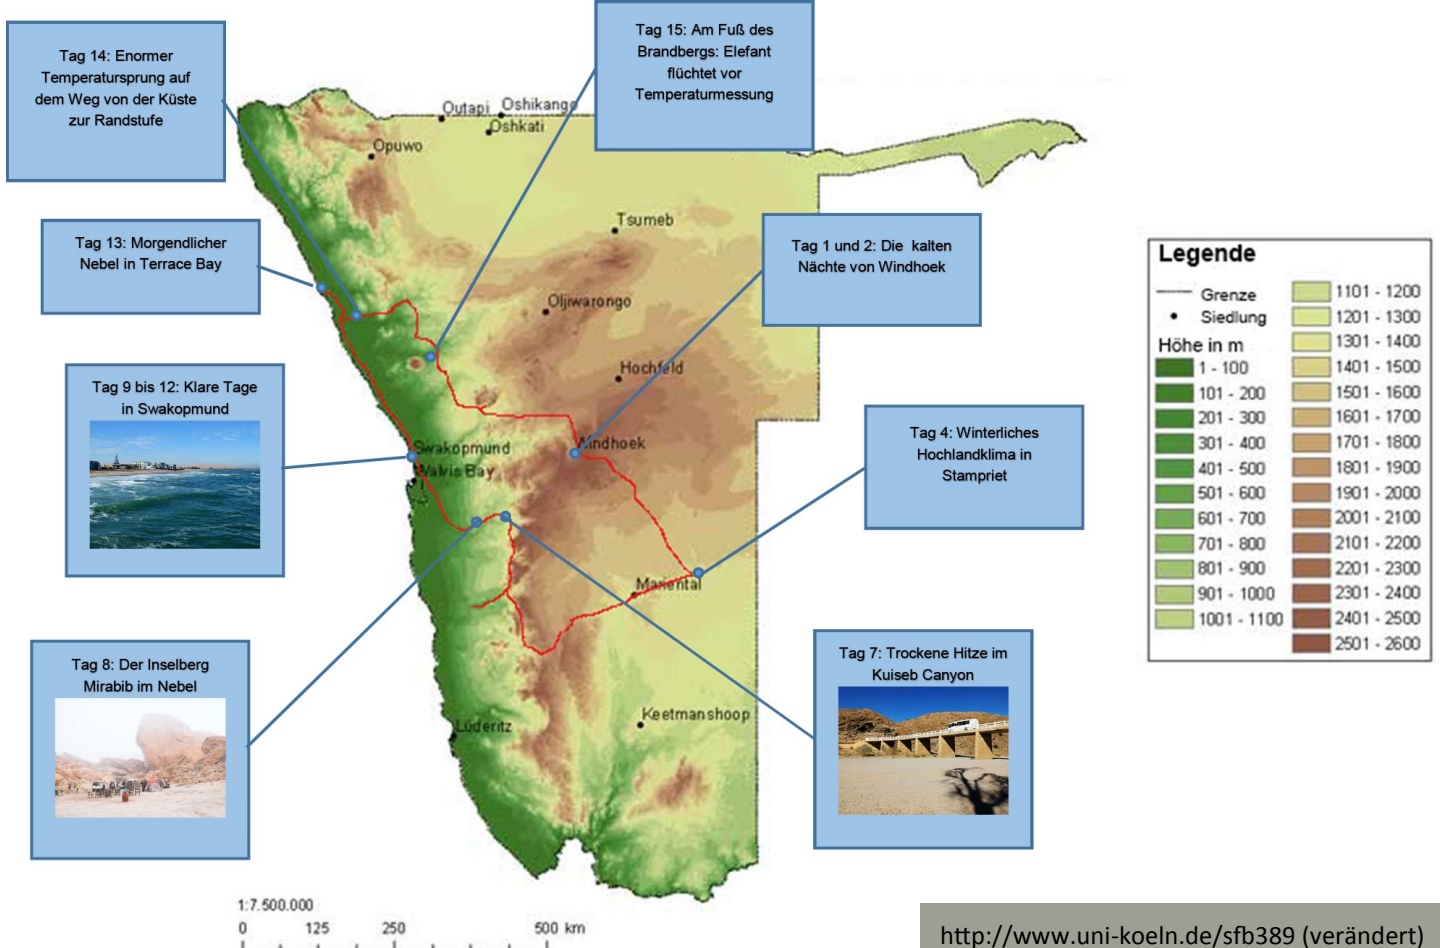 Tag 14: Enormer
Temperatursprung auf
dem Weg von der Küste
zur Randstufe
Tag 15: Am Fuß des
Brandbergs: Elefant
flüchtet vor
Temperaturmessung
Tag 13: Morgendlicher
Nebel in Terrace Bay
Tag 1 und 2: Die kalten
Nächte von Windhoek
Tag 9 bis 12: Klare Tage
in Swakopmund
Tag 4: Winterliches
Hochlandklima in
Stampriet
Tag 8: Der Inselberg
Mirabib im Nebel
Tag 7: Trockene Hitze im
Kuiseb Canyon
Outapi
Oshikango
Oshkati
Opuwo
Tsumeb
Otjiwarongo
Hochfeld
Windhoek
Swakopmund
Walvis Bay
Mariental
Keetmanshoop
Lüderitz
Legende
Grenze
Siedlung
Höhe in m
1 - 100
101 - 200
201 - 300
301 - 400
401 - 500
501 - 600
601 - 700
701 - 800
801 - 900
901 - 1000
1001 - 1100
1101 - 1200
1201 - 1300
1301 - 1400
1401 - 1500
1501 - 1600
1601 - 1700
1701 - 1800
1801 - 1900
1901 - 2000
2001 - 2100
2101 - 2200
2201 - 2300
2301 - 2400
2401 - 2500
2501 - 2600
1:7.500.000
0 125 250 500 km
http://www.uni-koeln.de/sfb389 (verändert)